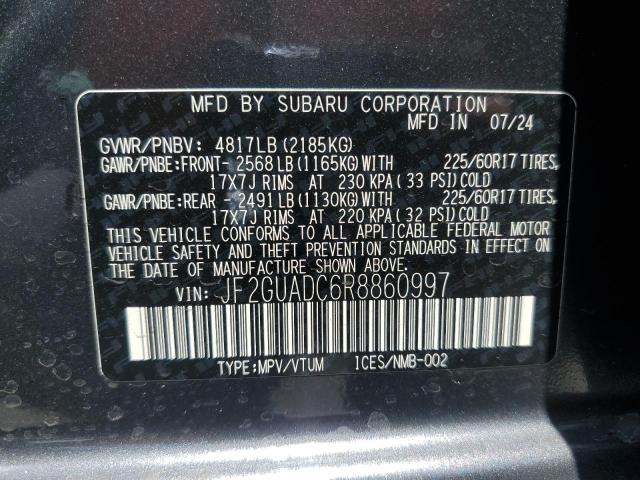 MFD BY SUBARU CORPORATION
MFD IN 07/24
GVWR/PNBV: 4817LB (2185KG)
GAWR/PNBE:FRONT- 2568LB (1165KG)WITH 225/60R17 TIRES,
17X7J RIMS AT 230 KPA (33 PSI)COLD
GAWR/PNBE:REAR - 2491LB (1130KG)WITH 225/60R17 TIRES,
17X7J RIMS AT 220 KPA (32 PSI)COLD
THIS VEHICLE CONFORMS TO ALL APPLICABLE FEDERAL MOTOR
VEHICLE SAFETY AND THEFT PREVENTION STANDARDS IN EFFECT ON
THE DATE OF MANUFACTURE SHOWN ABOVE.
VIN: JF2GUADC6R8860997
TYPE:MPV/VTUM ICES/NMB-002